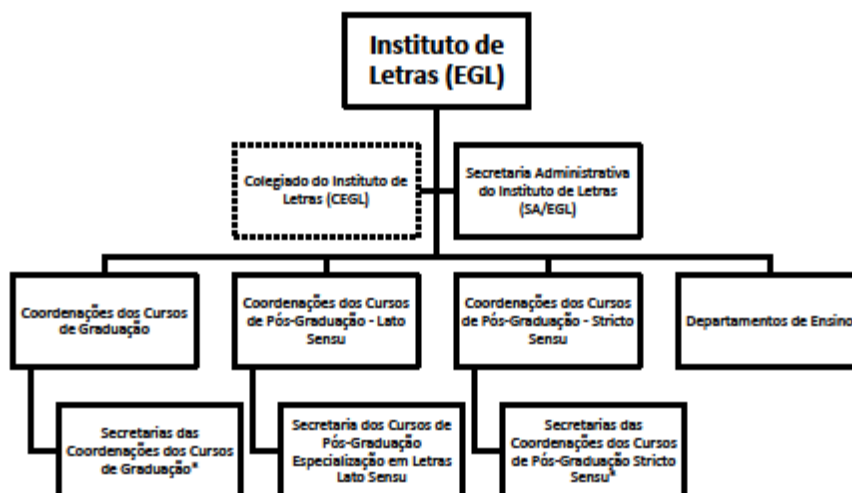 Instituto de
Letras (EGL)
Colegiado do Instituto de
Letras (CEGL)
Secretaria Administrativa
do Instituto de Letras
(SA/EGL)
Coordenações dos Cursos
de Graduação
Coordenações dos Cursos
de Pós-Graduação - Lato
Sensu
Coordenações dos Cursos
de Pós-Graduação - Stricto
Sensu
Departamentos de Ensino
Secretarias das
Coordenações dos Cursos
de Graduação*
Secretaria dos Cursos de
Pós-Graduação
Especialização em Letras
Lato Sensu
Secretarias das
Coordenações dos Cursos
de Pós-Graduação Stricto
Sensu*